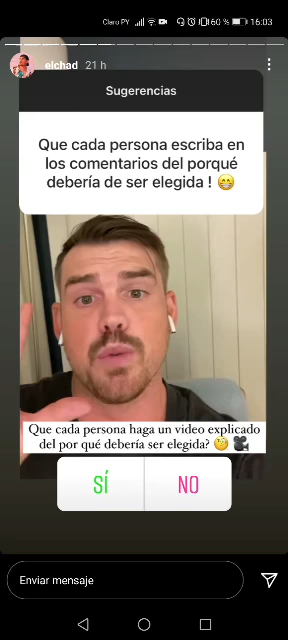 Claro PY 160 % 16:03
elchad 21 h
Sugerencias
Que cada persona escriba en
los comentarios del porqué
debería de ser elegida ! 😁
Que cada persona haga un video explicado
del por qué debería ser elegida? 🧐 🎥
SÍ NO
Enviar mensaje